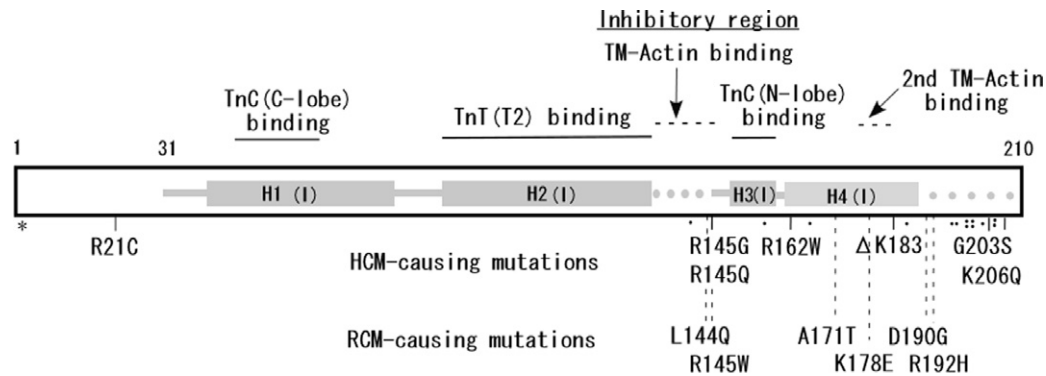 Inhibitory region
TM-Actin binding
2nd TM-Actin
binding
TnC(C-lobe)
binding
TnT(T2) binding
TnC(N-lobe)
binding
1
31
210
H1 (I)
H2 (I)
H3(I)
H4 (I)
*
R21C
R145G
R162W
Δ K183
G203S
HCM-causing mutations
R145Q
K206Q
RCM-causing mutations
L144Q
A171T
D190G
R145W
K178E
R192H